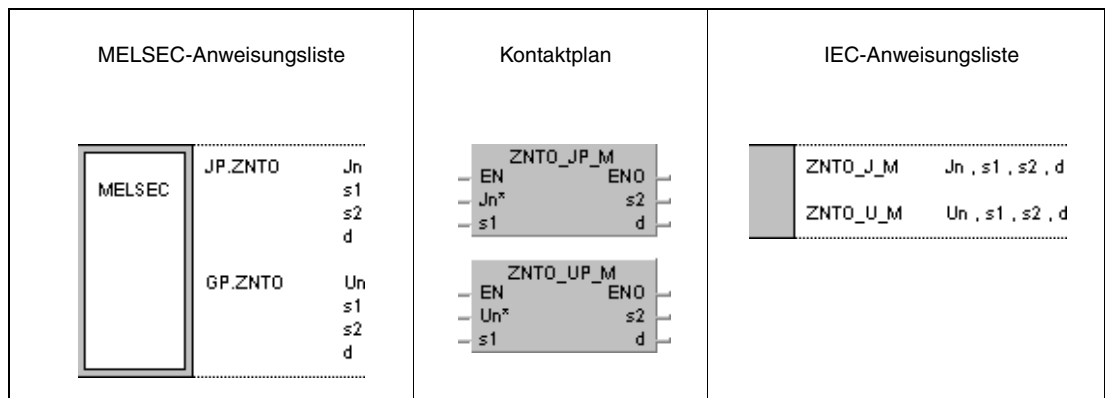 MELSEC-Anweisungsliste
MELSEC
JP.ZNTO Jn
s1
s2
d
GP.ZNTO Un
s1
s2
d
Kontaktplan
ZNTO_JP_M
EN ENO
Jn* s2
s1 d
ZNTO_UP_M
EN ENO
Un* s2
s1 d
IEC-Anweisungsliste
ZNTO_J_M Jn , s1 , s2 , d
ZNTO_U_M Un , s1 , s2 , d